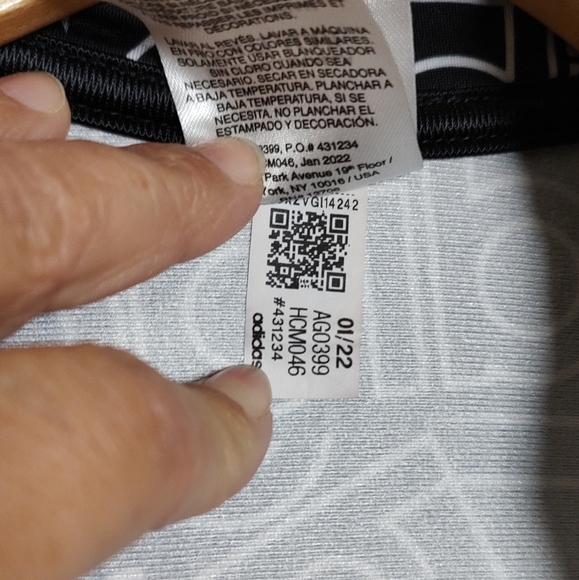 DECORATIONS.
LAVAR AL REVÉS. LAVAR A MÁQUINA
EN FRÍO CON COLORES SIMILARES.
SOLAMENTE USAR BLANQUEADOR
SIN CLORO CUANDO SEA
NECESARIO. SECAR EN SECADORA
A BAJA TEMPERATURA. PLANCHAR A
BAJA TEMPERATURA, SI SE
NECESITA. NO PLANCHAR EL
ESTAMPADO Y DECORACIÓN.
0399, P.O.# 431234
CM046, Jan 2022
Park Avenue 19th Floor /
York, NY 10016 / USA
VGI14242
01/22
AG0399
HCM046
#431234
adidas